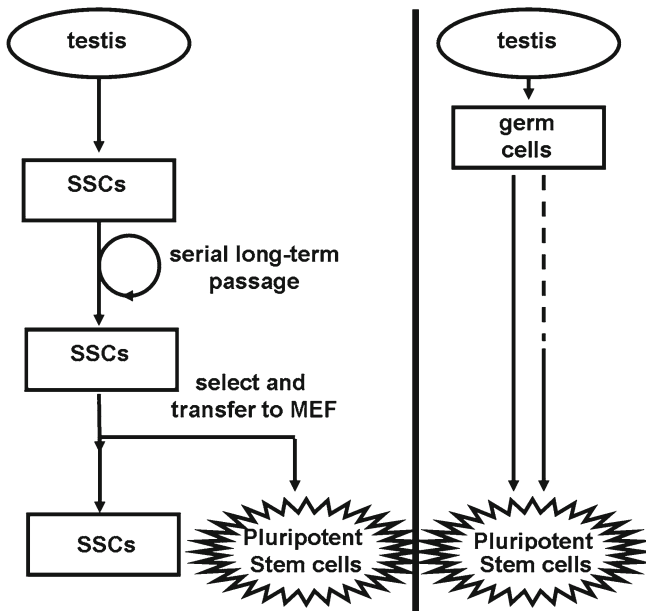 testis
SSCs
serial long-term
passage
SSCs
select and
transfer to MEF
SSCs
Pluripotent
Stem cells
testis
germ
cells
Pluripotent
Stem cells